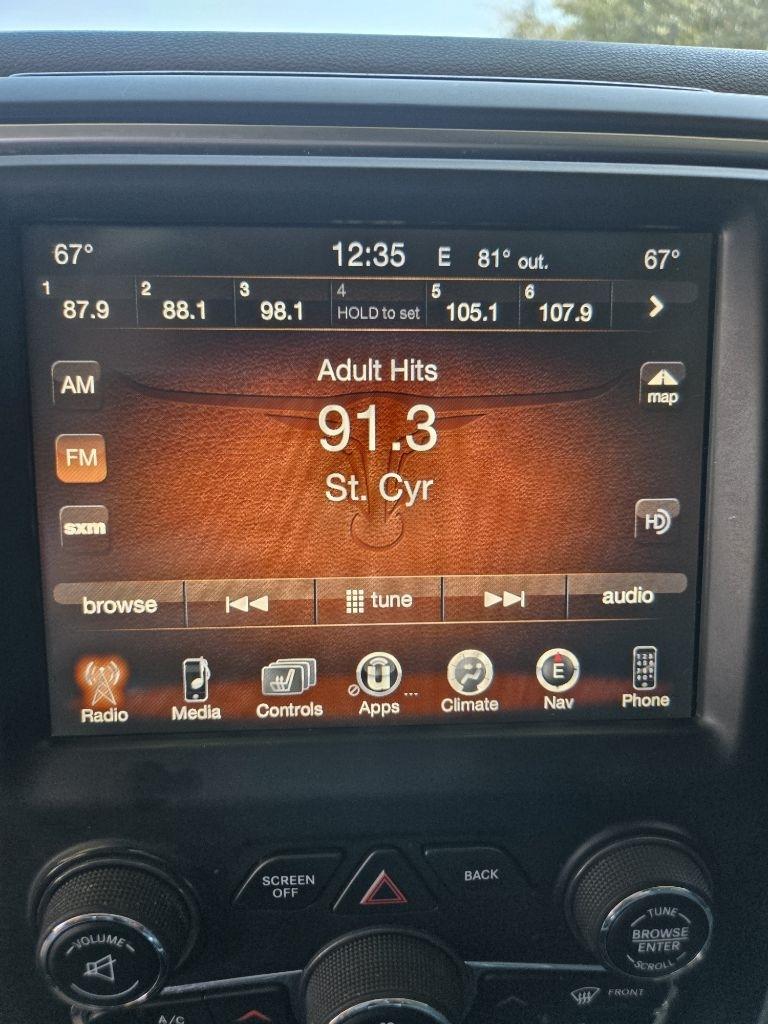 67° 12:35 E 81° out. 67°
1 87.9 2 88.1 3 98.1 4 HOLD to set 5 105.1 6 107.9
Adult Hits
AM
map
91.3
FM
St. Cyr
sxm
HD
browse tune audio
Radio Media Controls Apps ... Climate E Nav Phone
SCREEN
OFF
BACK
VOLUME
TUNE
BROWSE
ENTER
SCROLL
A/C
FRONT